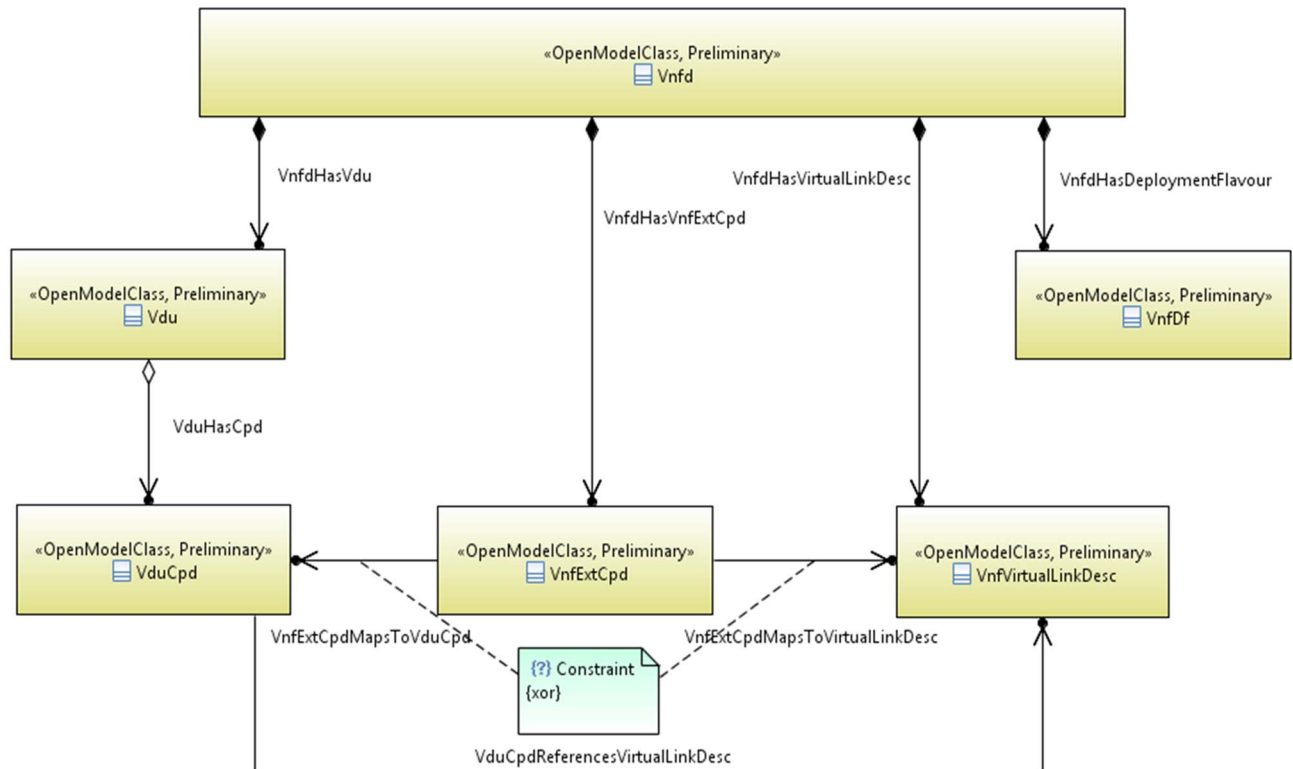 «OpenModelClass, Preliminary»
Vnfd
VnfdHasVdu
VnfdHasVnfExtCpd
VnfdHasVirtualLinkDesc
VnfdHasDeploymentFlavour
«OpenModelClass, Preliminary»
Vdu
«OpenModelClass, Preliminary»
VnfDf
VduHasCpd
«OpenModelClass, Preliminary»
VduCpd
«OpenModelClass, Preliminary»
VnfExtCpd
«OpenModelClass, Preliminary»
VnfVirtualLinkDesc
VnfExtCpdMapsToVduCpd
VnfExtCpdMapsToVirtualLinkDesc
{?} Constraint
{xor}
VduCpdReferencesVirtualLinkDesc